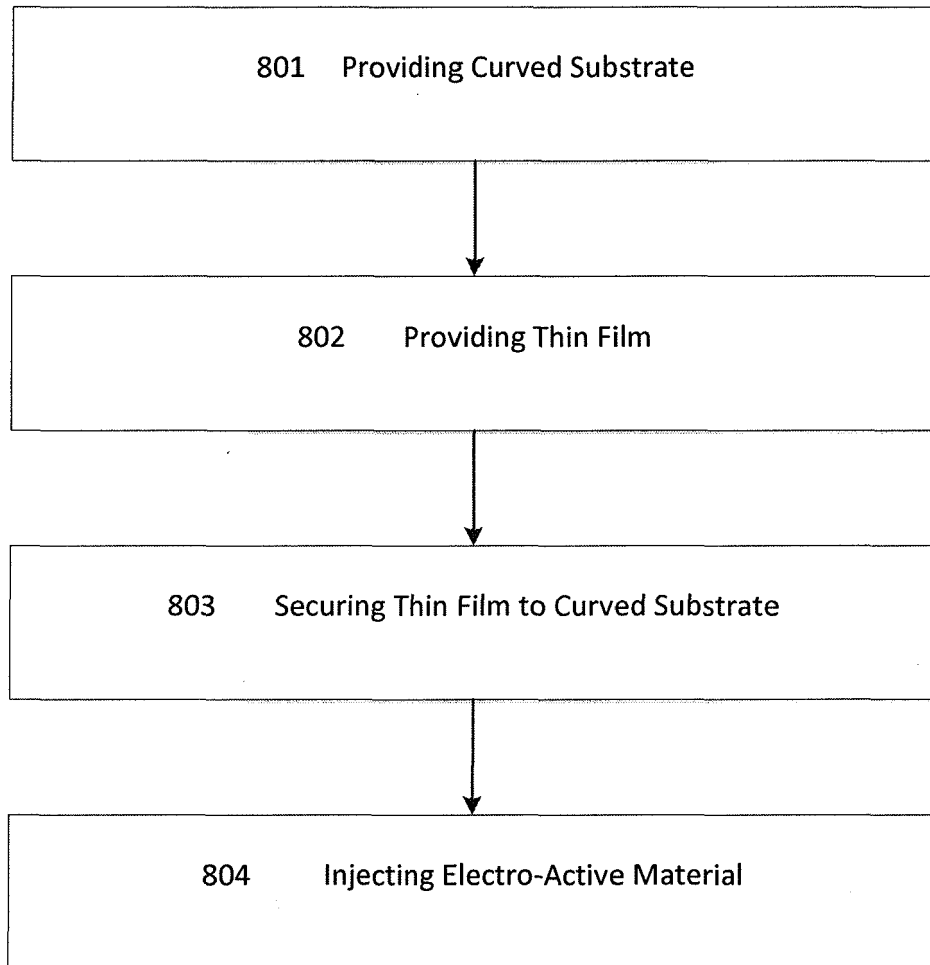 801 Providing Curved Substrate
802 Providing Thin Film
803 Securing Thin Film to Curved Substrate
804 Injecting Electro-Active Material